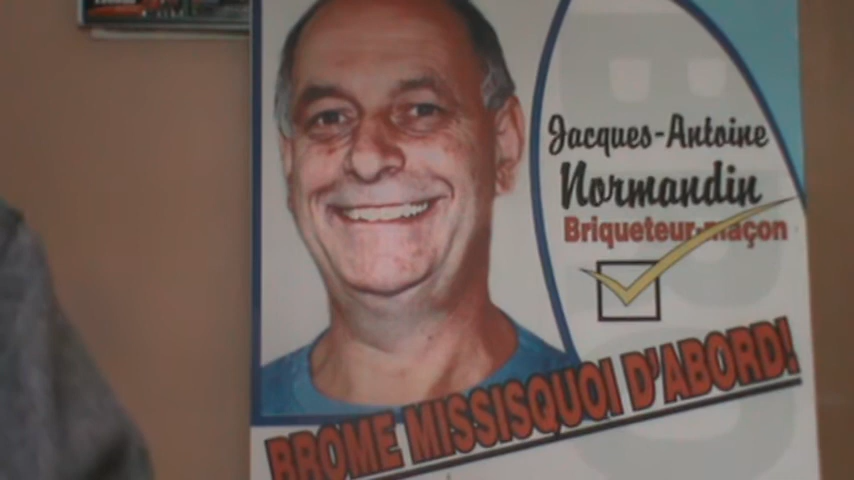 Jacques-Antoine
Normandin
Briqueteur-maçon
BROME MISSISQUOI D'ABORD!